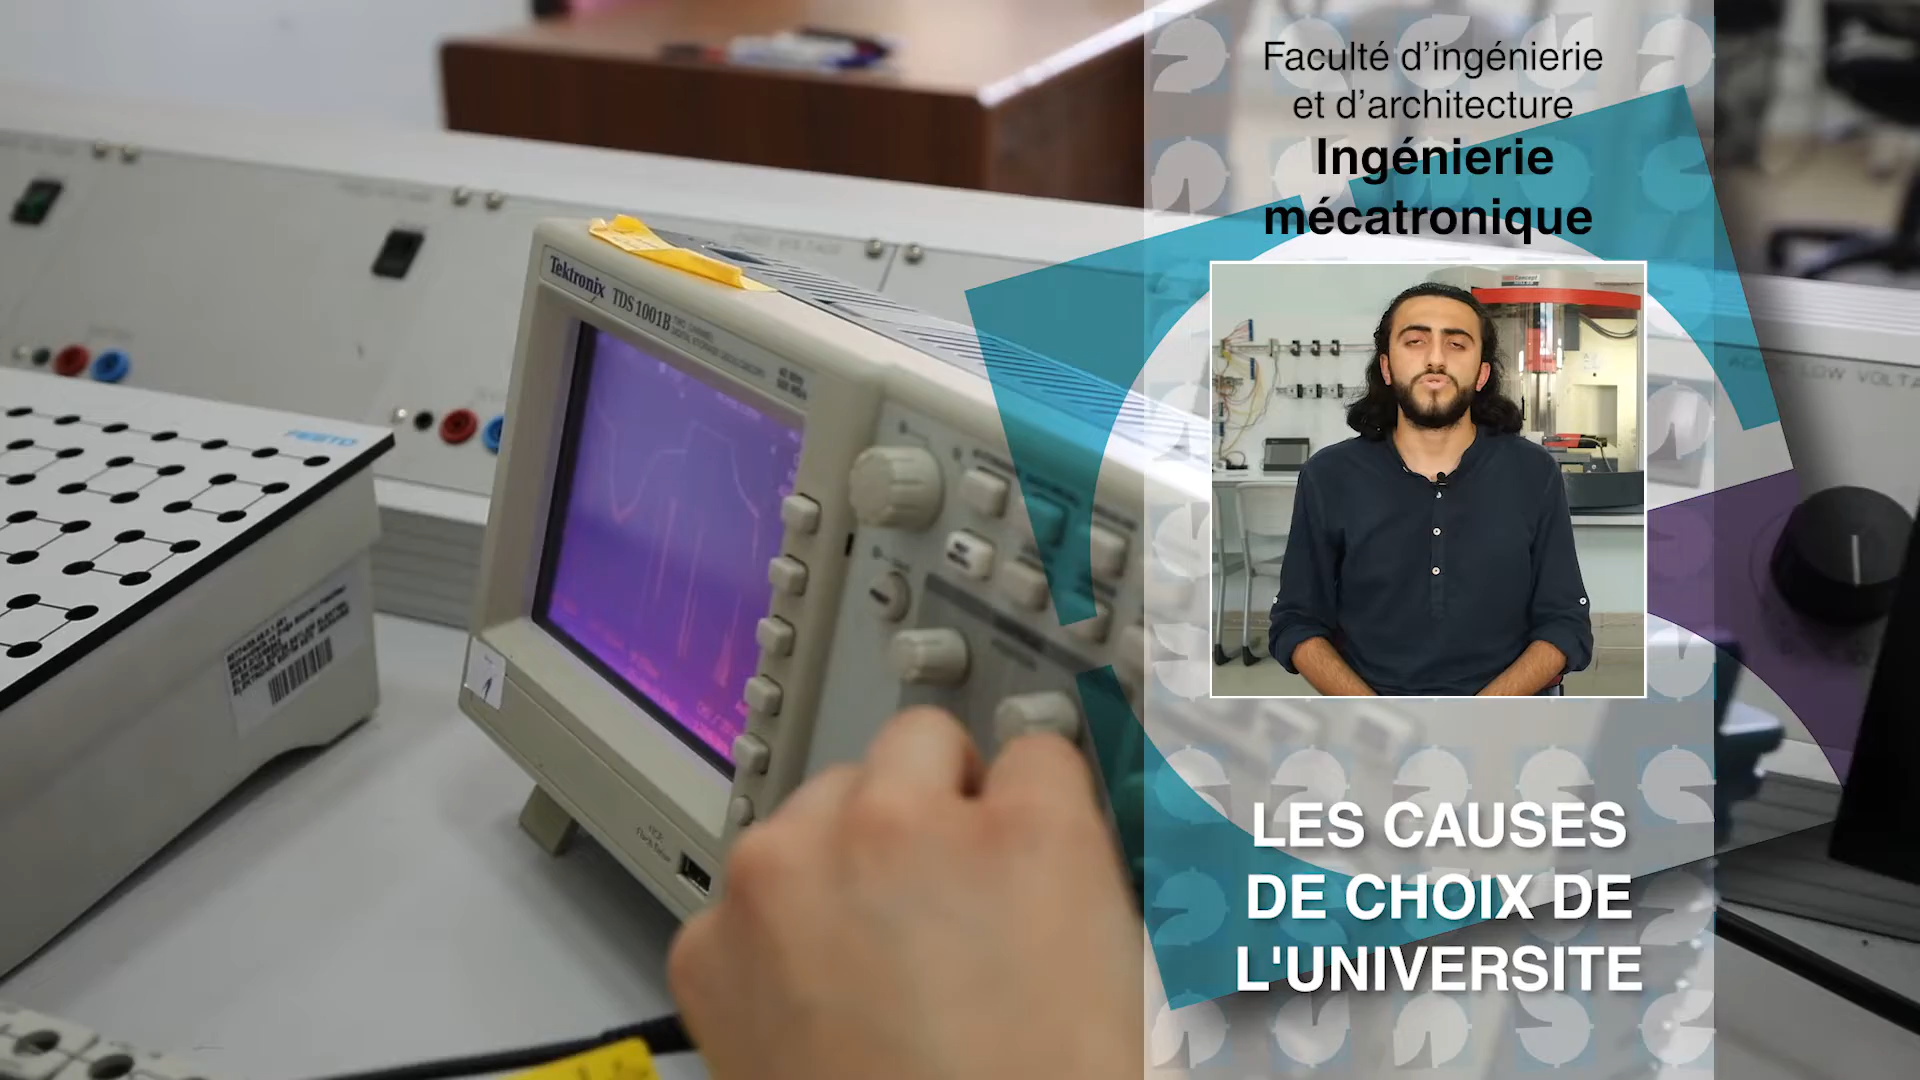 Faculté d’ingénierie
et d’architecture
Ingénierie
mécatronique
Tektronix TDS 1001B
FESTO
LES CAUSES
DE CHOIX DE
L'UNIVERSITE